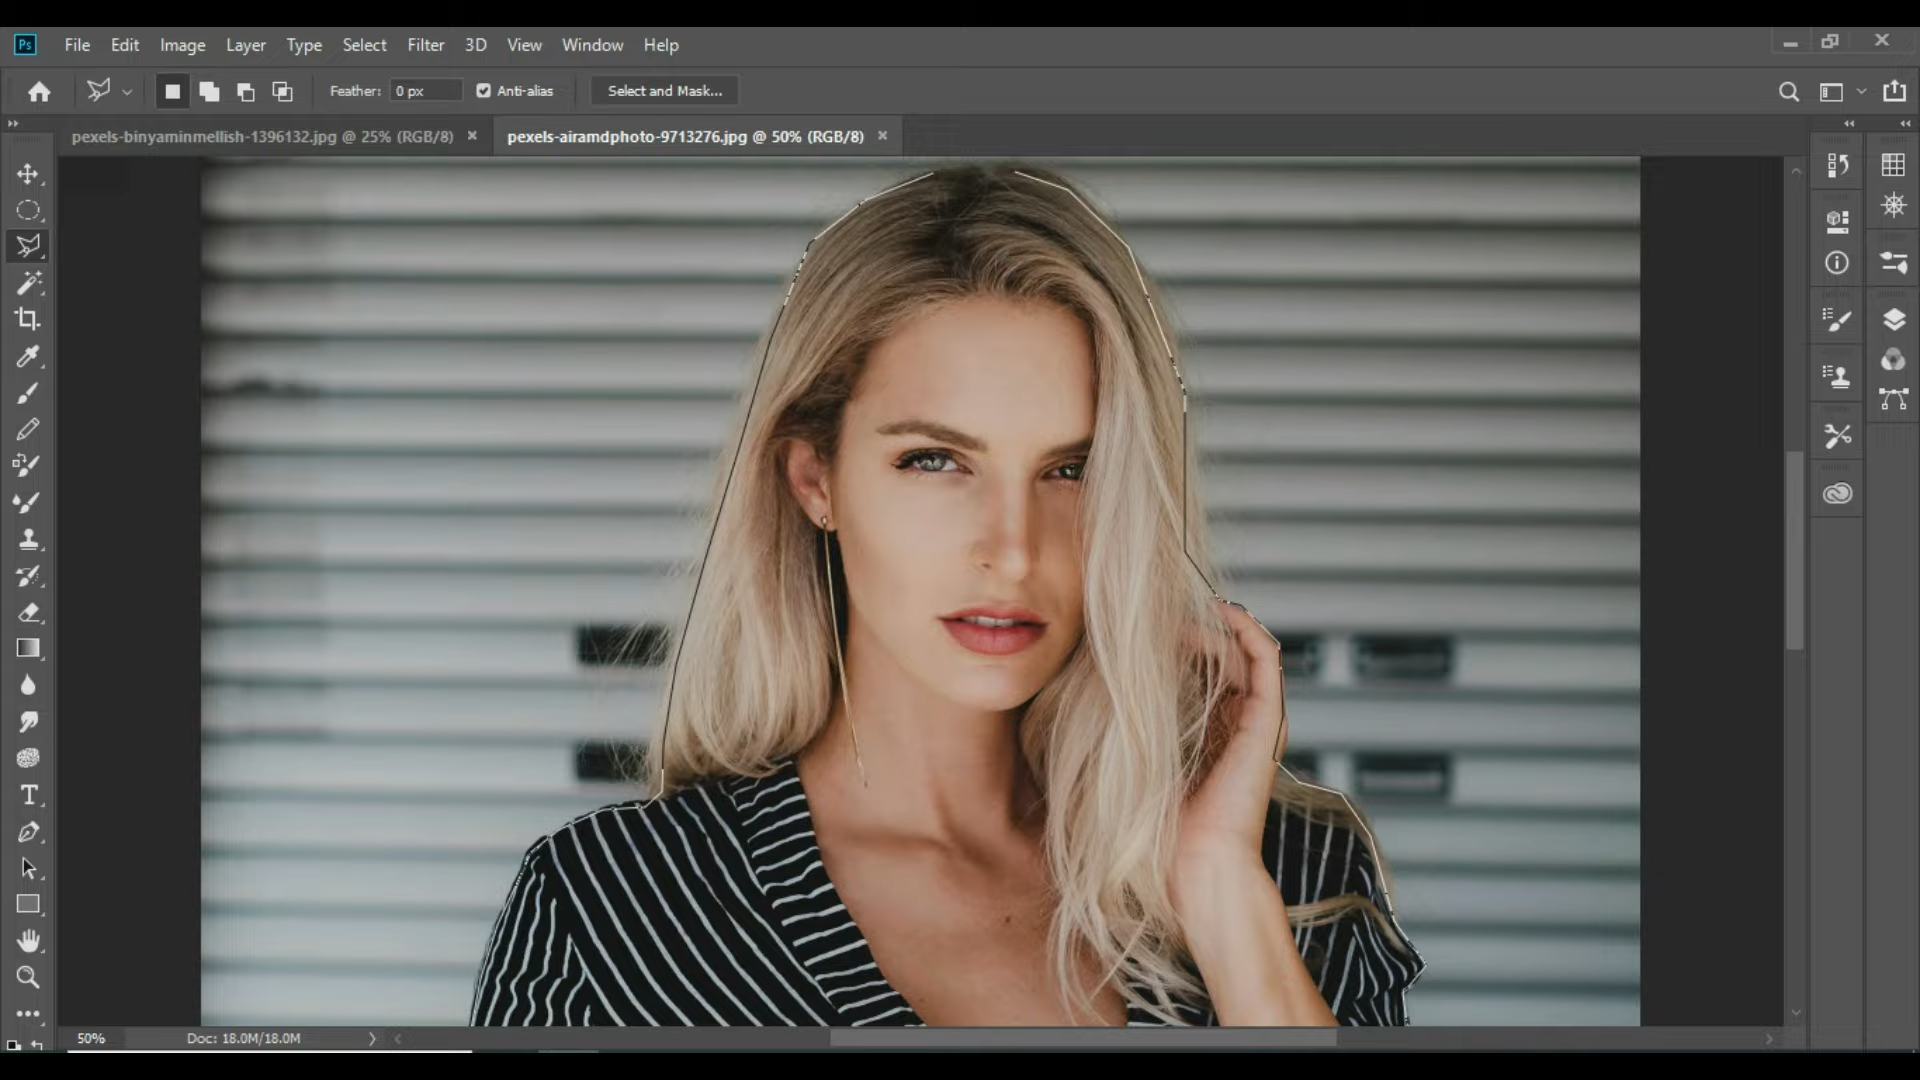 Ps File Edit Image Layer Type Select Filter 3D View Window Help
Feather: 0 px Anti-alias Select and Mask...
pexels-binyaminmellish-1396132.jpg @ 25% (RGB/8) pexels-airamdphoto-9713276.jpg @ 50% (RGB/8)
50% Doc: 18.0M/18.0M